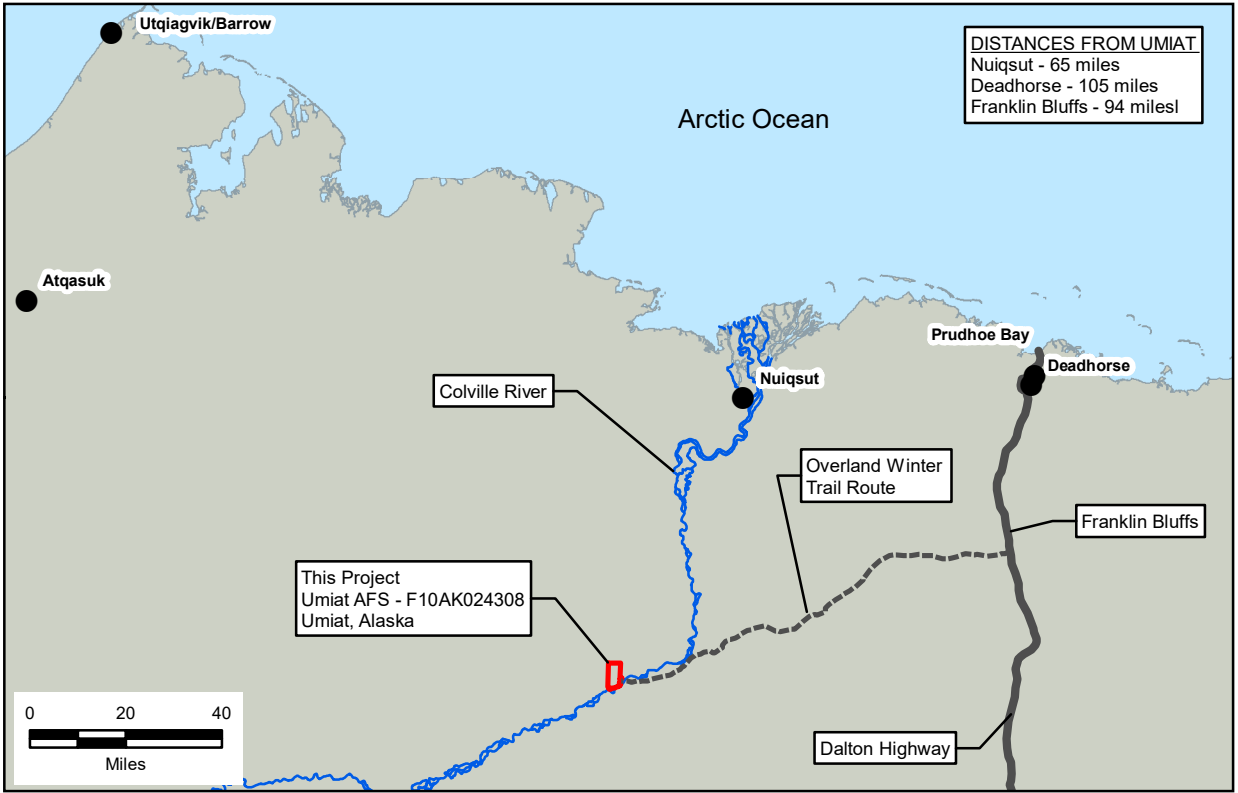 Utqiagvik/Barrow
DISTANCES FROM UMIAT
Nuiqsut - 65 miles
Deadhorse - 105 miles
Franklin Bluffs - 94 milesl
Arctic Ocean
Atqasuk
Prudhoe Bay
Deadhorse
Nuiqsut
Colville River
Overland Winter
Trail Route
Franklin Bluffs
This Project
Umiat AFS - F10AK024308
Umiat, Alaska
0 20 40
Miles
Dalton Highway